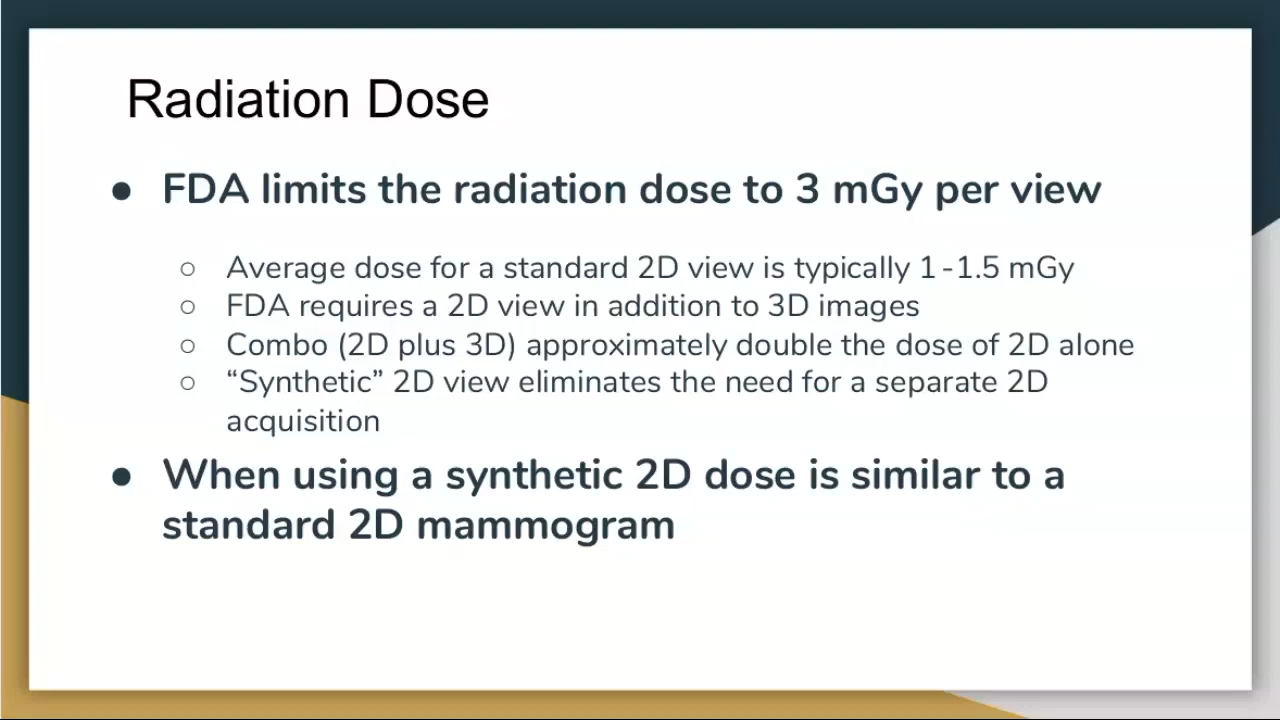 Radiation Dose
● FDA limits the radiation dose to 3 mGy per view
○ Average dose for a standard 2D view is typically 1-1.5 mGy
○ FDA requires a 2D view in addition to 3D images
○ Combo (2D plus 3D) approximately double the dose of 2D alone
○ “Synthetic” 2D view eliminates the need for a separate 2D
acquisition
● When using a synthetic 2D dose is similar to a
standard 2D mammogram